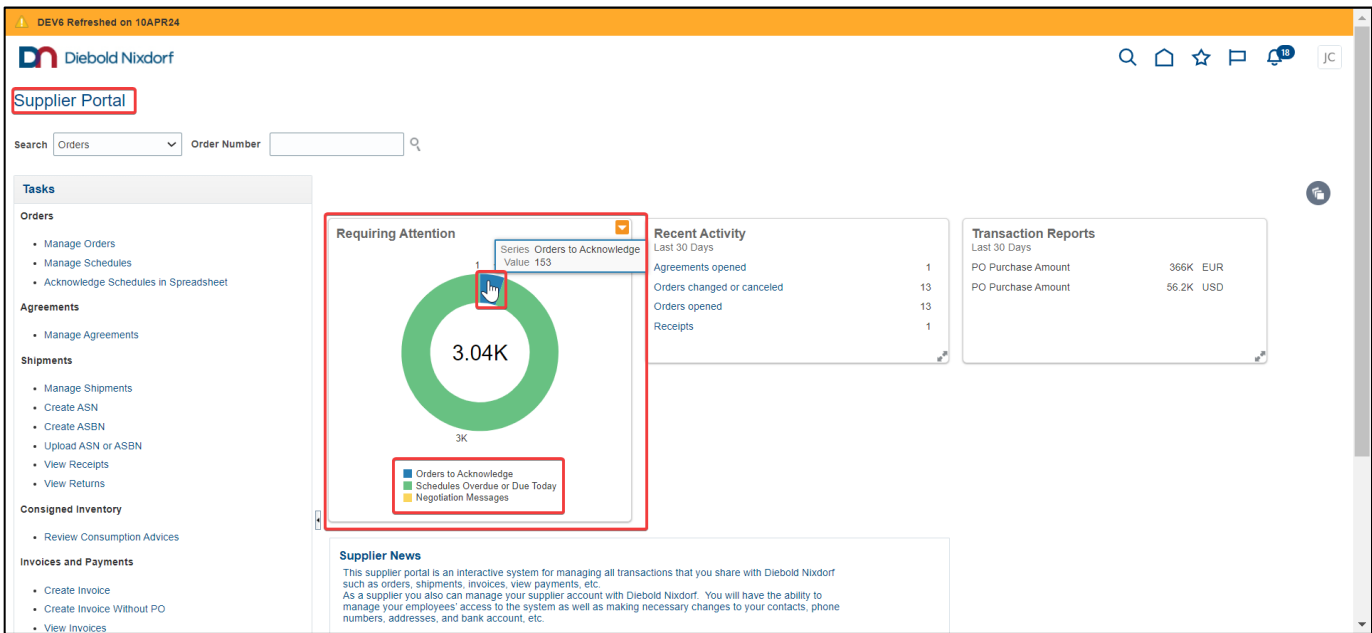 DEV6 Refreshed on 10APR24
DN Diebold Nixdorf
18
JC
Supplier Portal
Search Orders Order Number
Tasks
Orders
Manage Orders
Manage Schedules
Acknowledge Schedules in Spreadsheet
Agreements
Manage Agreements
Shipments
Manage Shipments
Create ASN
Create ASBN
Upload ASN or ASBN
View Receipts
View Returns
Consigned Inventory
Review Consumption Advices
Invoices and Payments
Create Invoice
Create Invoice Without PO
View Invoices
Requiring Attention
Series Orders to Acknowledge
Value 153
1
3.04K
3K
Orders to Acknowledge
Schedules Overdue or Due Today
Negotiation Messages
Recent Activity
Last 30 Days
Agreements opened 1
Orders changed or canceled 13
Orders opened 13
Receipts 1
Transaction Reports
Last 30 Days
PO Purchase Amount 366K EUR
PO Purchase Amount 56.2K USD
Supplier News
This supplier portal is an interactive system for managing all transactions that you share with Diebold Nixdorf
such as orders, shipments, invoices, view payments, etc.
As a supplier you also can manage your supplier account with Diebold Nixdorf. You will have the ability to
manage your employees' access to the system as well as making necessary changes to your contacts, phone
numbers, addresses, and bank account, etc.